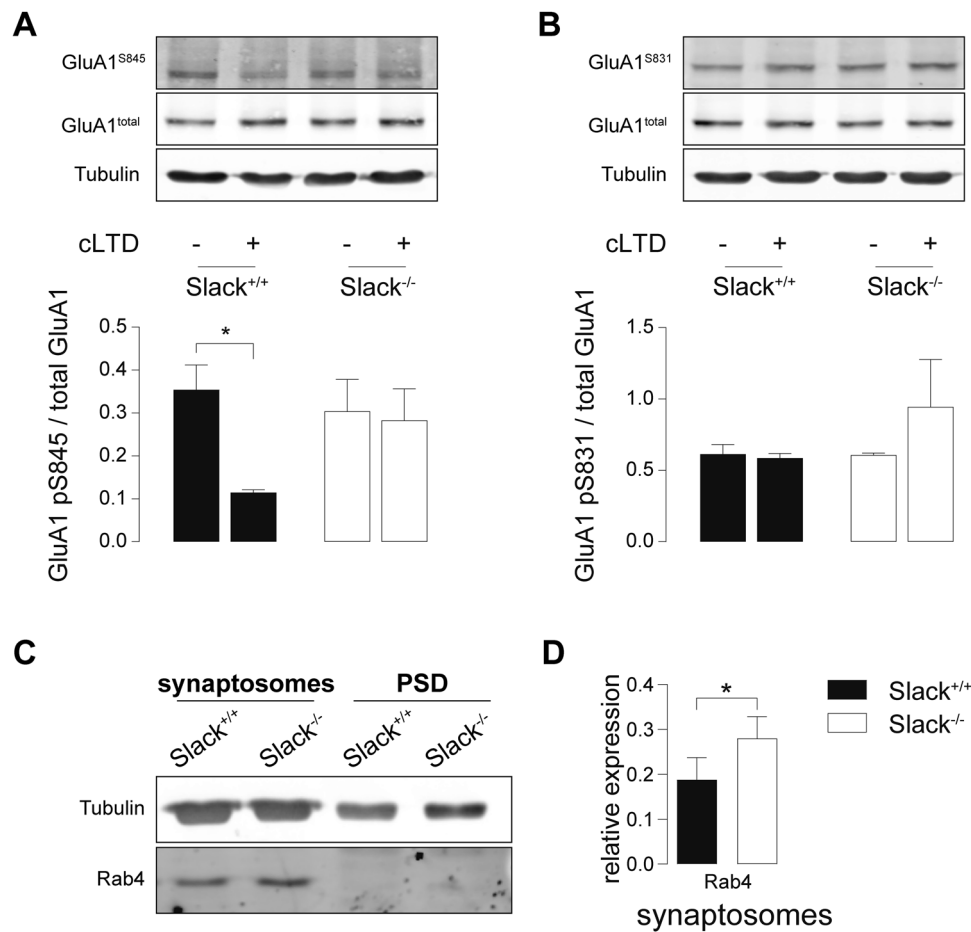 A
GluA1S845
GluA1total
Tubulin
cLTD - + - +
Slack+/+ Slack-/-
GluA1 pS845 / total GluA1
0.5
*
0.4
0.3
0.2
0.1
0.0
B
GluA1S831
GluA1total
Tubulin
cLTD - + - +
Slack+/+ Slack-/-
GluA1 pS831 / total GluA1
1.5
1.0
0.5
0.0
C
synaptosomes PSD
Slack+/+ Slack-/- Slack+/+ Slack-/-
Tubulin
Rab4
D
relative expression
0.4
*
0.3
0.2
0.1
0.0
Rab4
synaptosomes
Slack+/+
Slack-/-